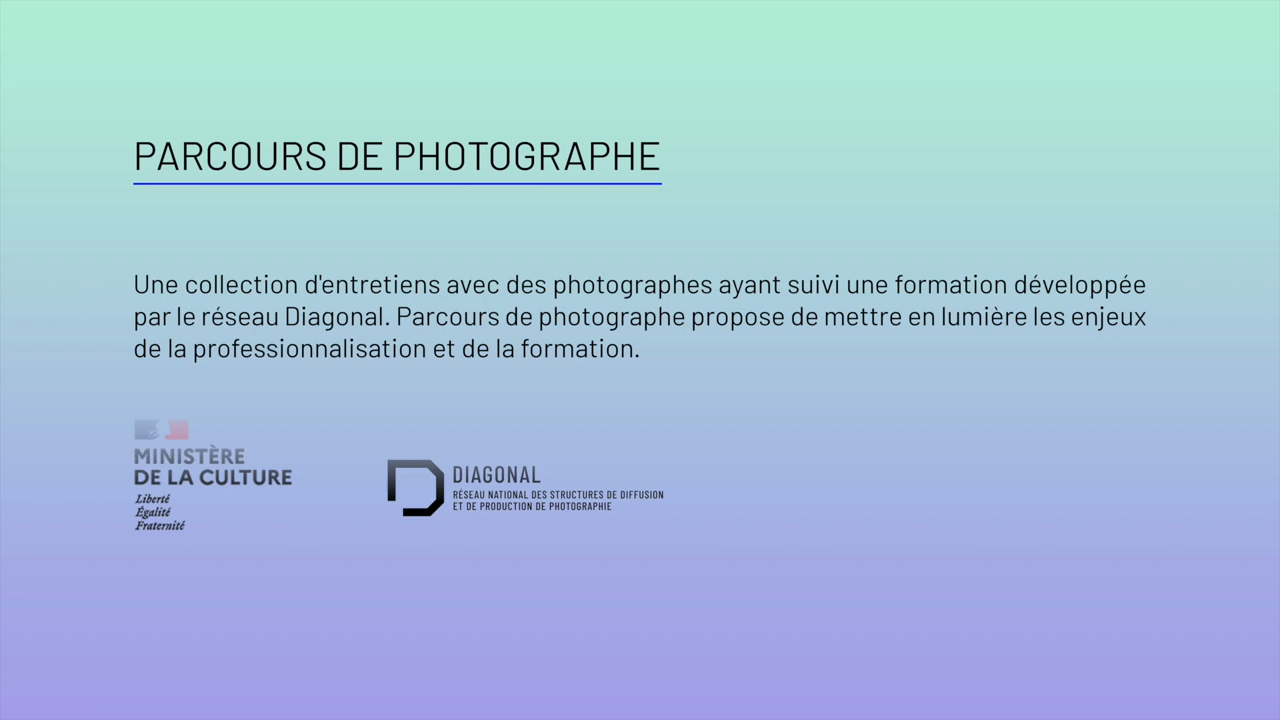 PARCOURS DE PHOTOGRAPHE
Une collection d'entretiens avec des photographes ayant suivi une formation développée
par le réseau Diagonal. Parcours de photographe propose de mettre en lumière les enjeux
de la professionnalisation et de la formation.
MINISTÈRE
DE LA CULTURE
Liberté
Égalité
Fraternité
DIAGONAL
RÉSEAU NATIONAL DES STRUCTURES DE DIFFUSION
ET DE PRODUCTION DE PHOTOGRAPHIE